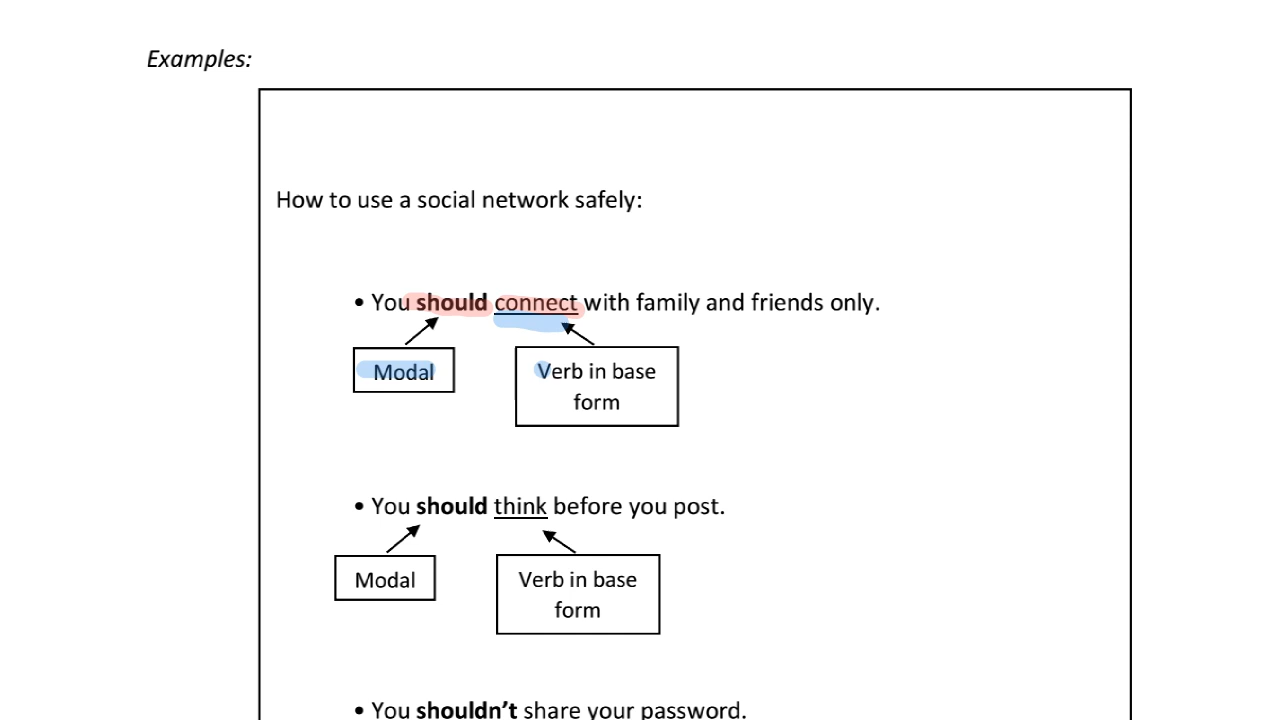 Examples:
How to use a social network safely:
• You should connect with family and friends only.
Modal
Verb in base
form
• You should think before you post.
Modal
Verb in base
form
• You shouldn’t share your password.